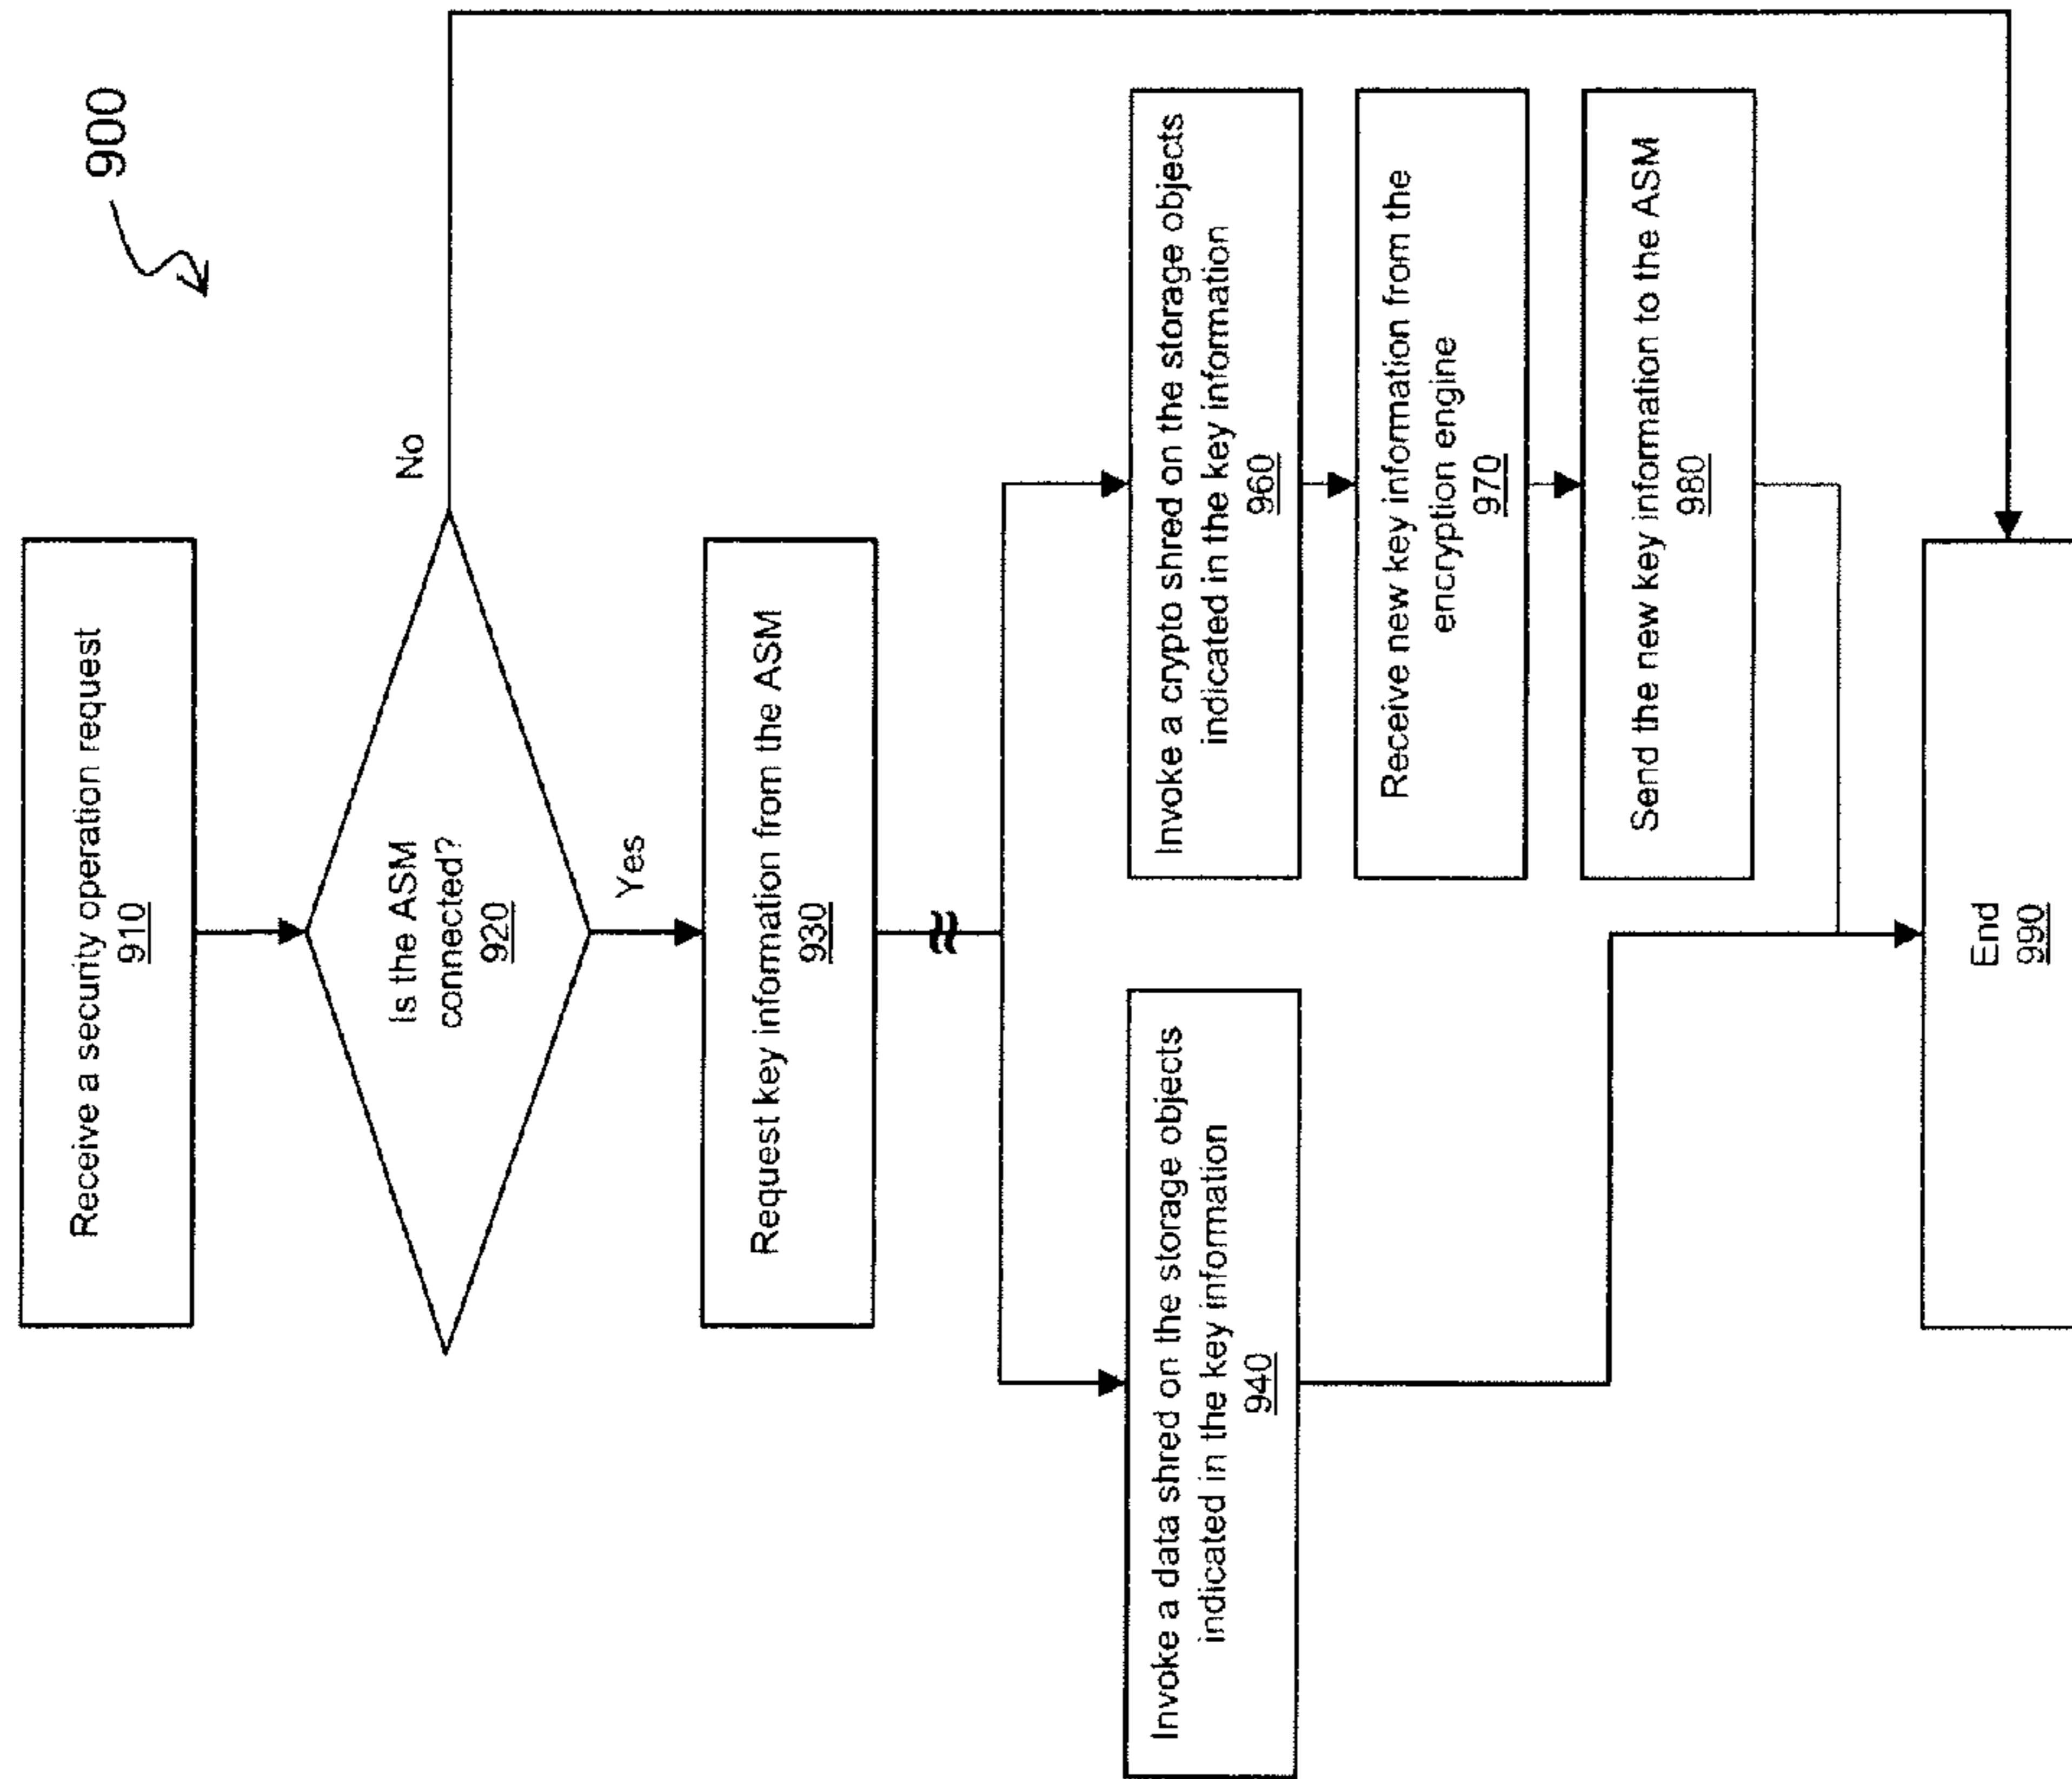 900
Receive a security operation request
910
Is the ASM
connected?
920
No
Yes
Request key information from the ASM
930
Invoke a data shred on the storage objects
indicated in the key information
940
Invoke a crypto shred on the storage objects
indicated in the key information
960
Receive new key information from the
encryption engine
970
Send the new key information to the ASM
980
End
990